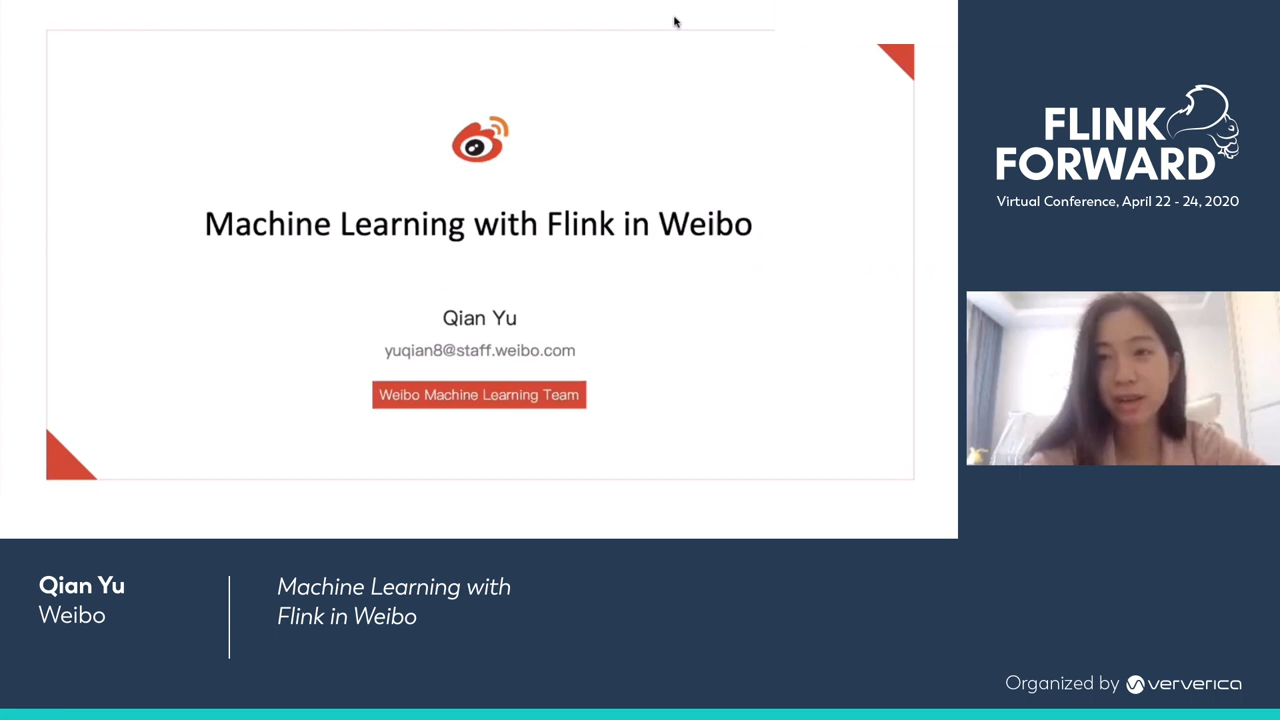 Machine Learning with Flink in Weibo
Qian Yu
yuqian8@staff.weibo.com
Weibo Machine Learning Team
FLINK
FORWARD
Virtual Conference, April 22 - 24, 2020
Qian Yu
Weibo
Machine Learning with
Flink in Weibo
Organized by ververica